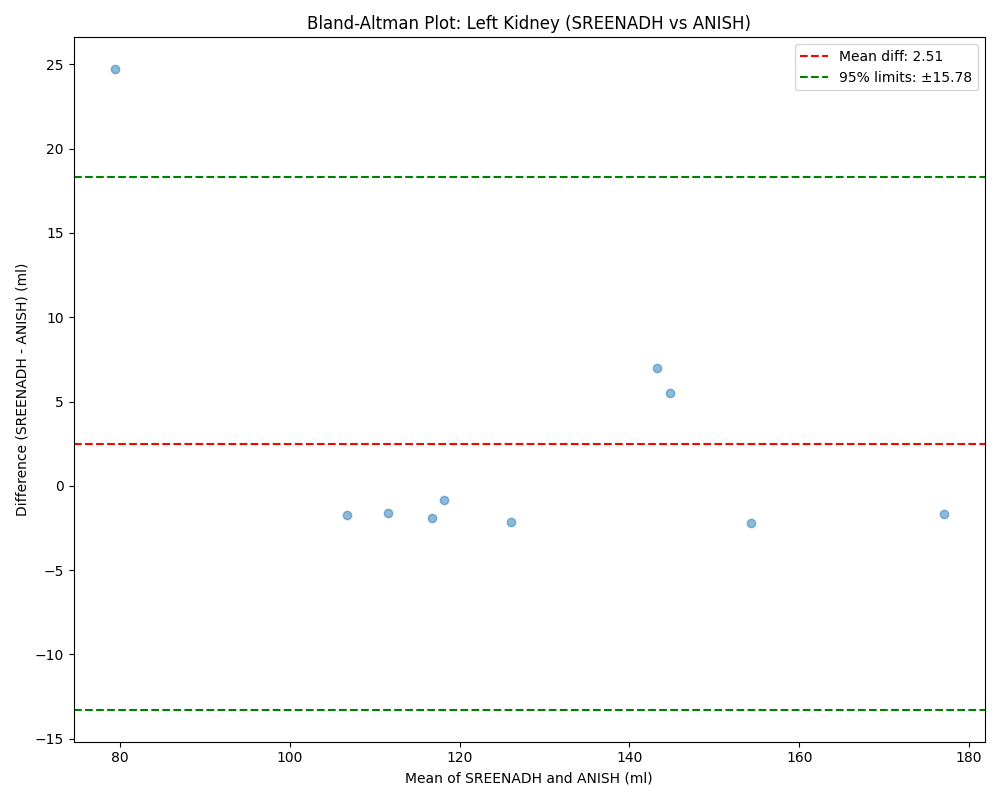 Bland-Altman Plot: Left Kidney (SREENADH vs ANISH)
Mean diff: 2.51
95% limits: ±15.78
Difference (SREENADH - ANISH) (ml)
25
20
15
10
5
0
−5
−10
−15
80 100 120 140 160 180
Mean of SREENADH and ANISH (ml)